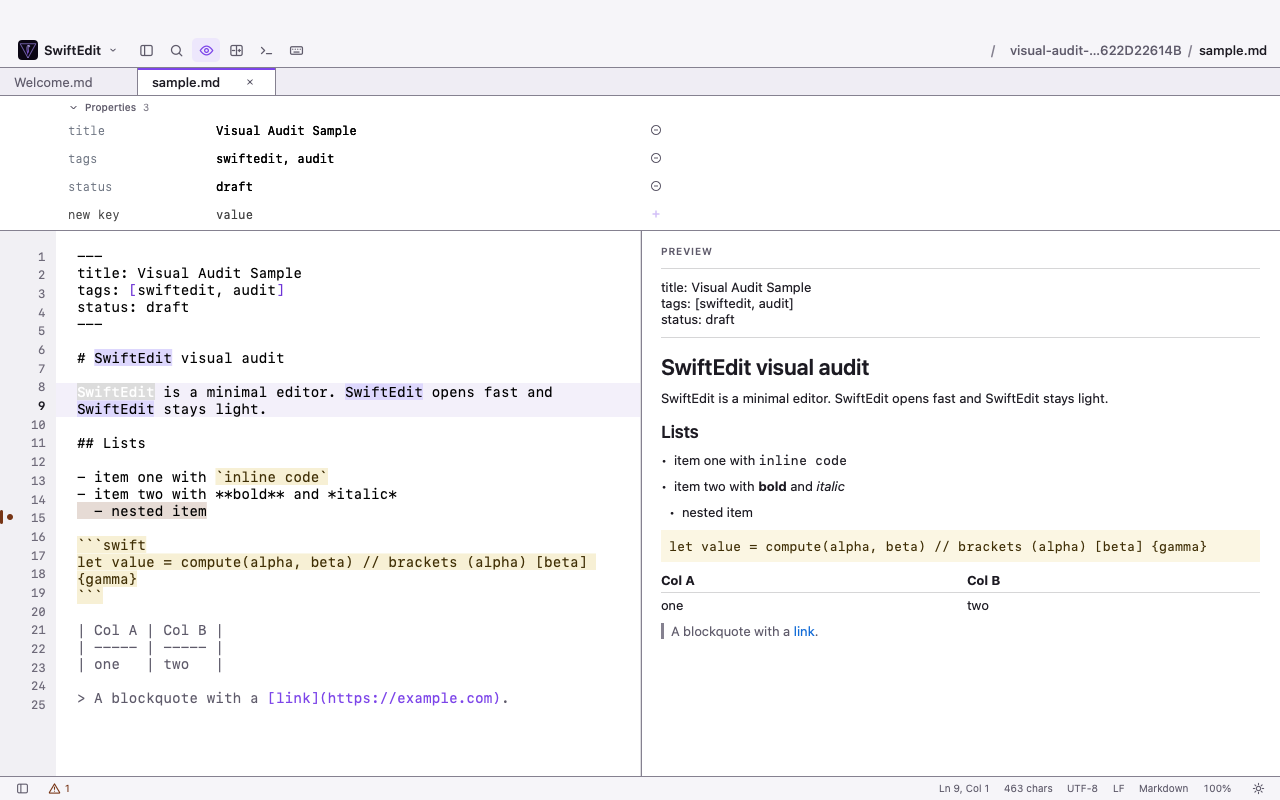 SwiftEdit / visual-audit-...622D22614B / sample.md
Welcome.md sample.md ×
Properties 3
title Visual Audit Sample
tags swiftedit, audit
status draft
new key value +
1
2
3
4
5
6
7
8
9
10
11
12
13
14
15
16
17
18
19
20
21
22
23
24
25
---
title: Visual Audit Sample
tags: [swiftedit, audit]
status: draft
---
# SwiftEdit visual audit
SwiftEdit is a minimal editor. SwiftEdit opens fast and
SwiftEdit stays light.
## Lists
- item one with `inline code`
- item two with **bold** and *italic*
  - nested item
```swift
let value = compute(alpha, beta) // brackets (alpha) [beta]
{gamma}
```
| Col A | Col B |
| ----- | ----- |
| one   | two   |
> A blockquote with a [link](https://example.com).
PREVIEW
title: Visual Audit Sample
tags: [swiftedit, audit]
status: draft
SwiftEdit visual audit
SwiftEdit is a minimal editor. SwiftEdit opens fast and SwiftEdit stays light.
Lists
• item one with inline code
• item two with bold and italic
• nested item
let value = compute(alpha, beta) // brackets (alpha) [beta] {gamma}
Col A Col B
one two
A blockquote with a link.
1 Ln 9, Col 1 463 chars UTF-8 LF Markdown 100%